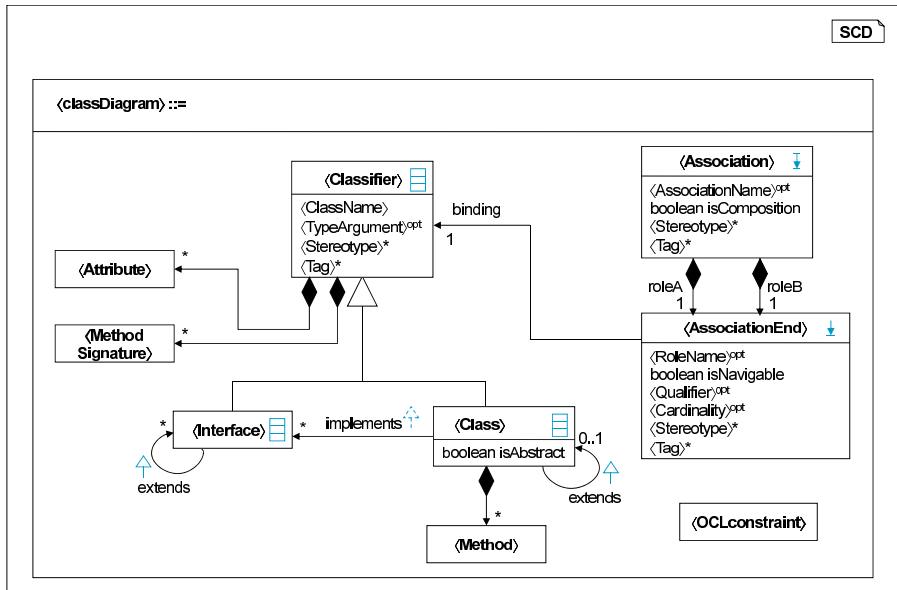 SCD
⟨classDiagram⟩ ::=
⟨Classifier⟩
⟨ClassName⟩
⟨TypeArgument⟩opt
⟨Stereotype⟩*
⟨Tag⟩*
binding
1
⟨Association⟩
⟨AssociationName⟩opt
boolean isComposition
⟨Stereotype⟩*
⟨Tag⟩*
⟨Attribute⟩
*
⟨Method
Signature⟩
*
roleA
1
roleB
1
⟨AssociationEnd⟩
⟨RoleName⟩opt
boolean isNavigable
⟨Qualifier⟩opt
⟨Cardinality⟩opt
⟨Stereotype⟩*
⟨Tag⟩*
⟨Interface⟩
*
extends
*
implements
⟨Class⟩
boolean isAbstract
0..1
extends
*
⟨Method⟩
⟨OCLconstraint⟩